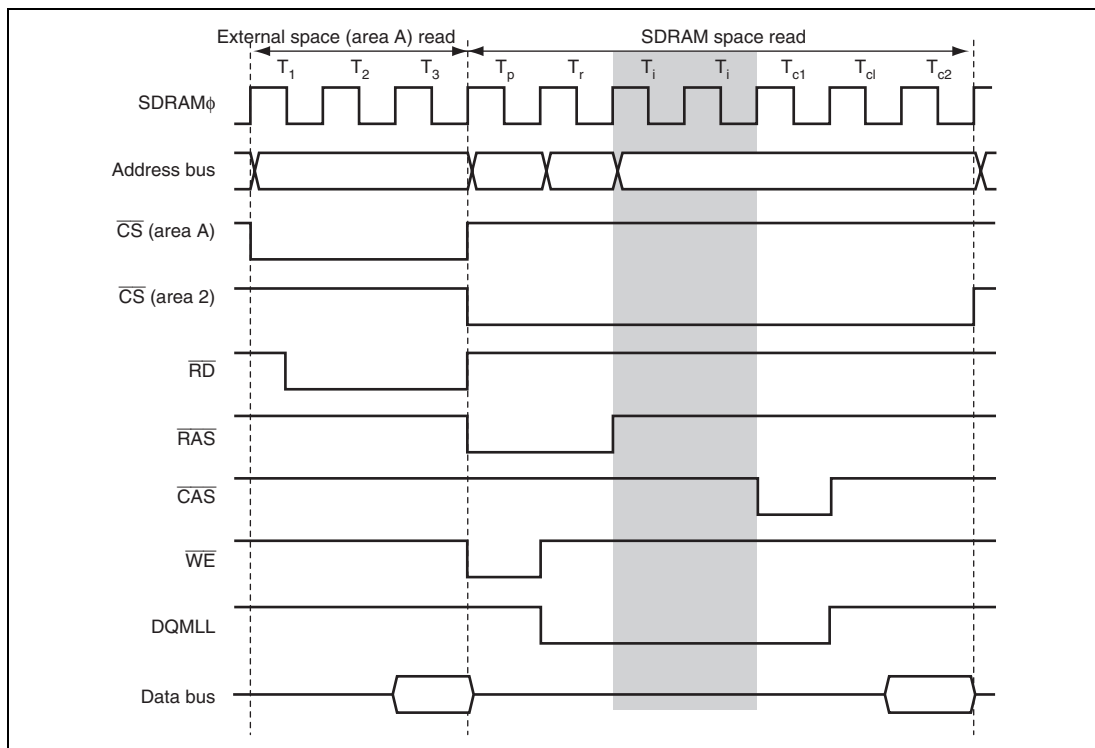 External space (area A) read SDRAM space read
T1 T2 T3 Tp Tr Ti Ti Tc1 Tcl Tc2
SDRAMϕ
Address bus
CS (area A)
CS (area 2)
RD
RAS
CAS
WE
DQMLL
Data bus